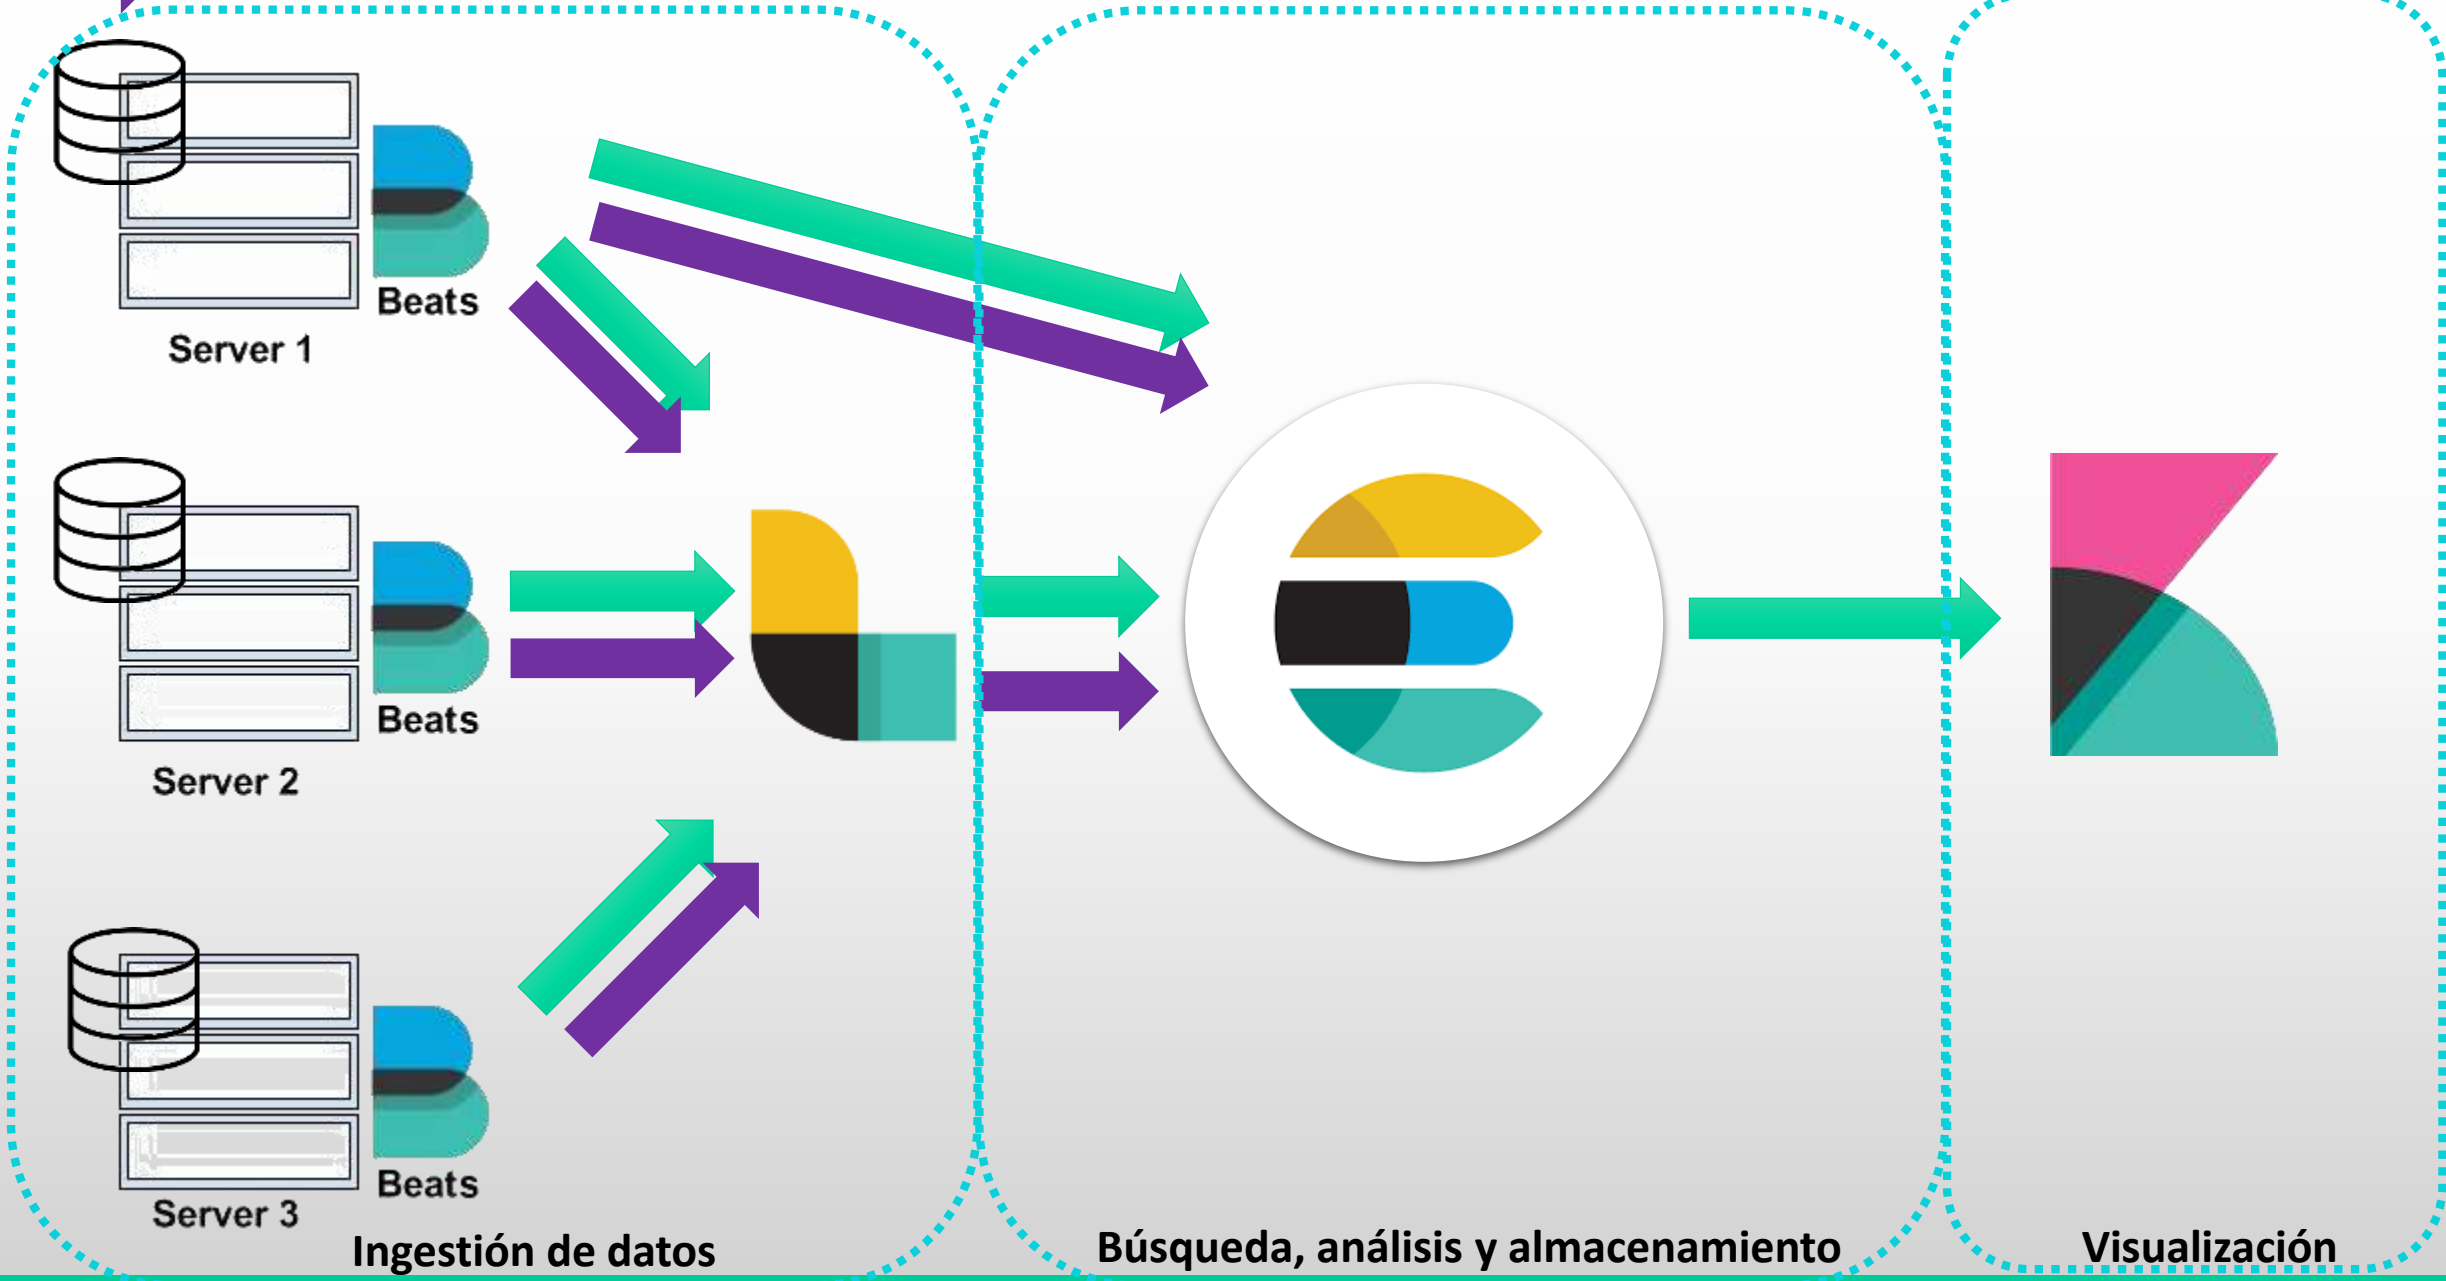 Beats
Server 1
Beats
Server 2
Beats
Server 3
Ingestión de datos
Búsqueda, análisis y almacenamiento
Visualización